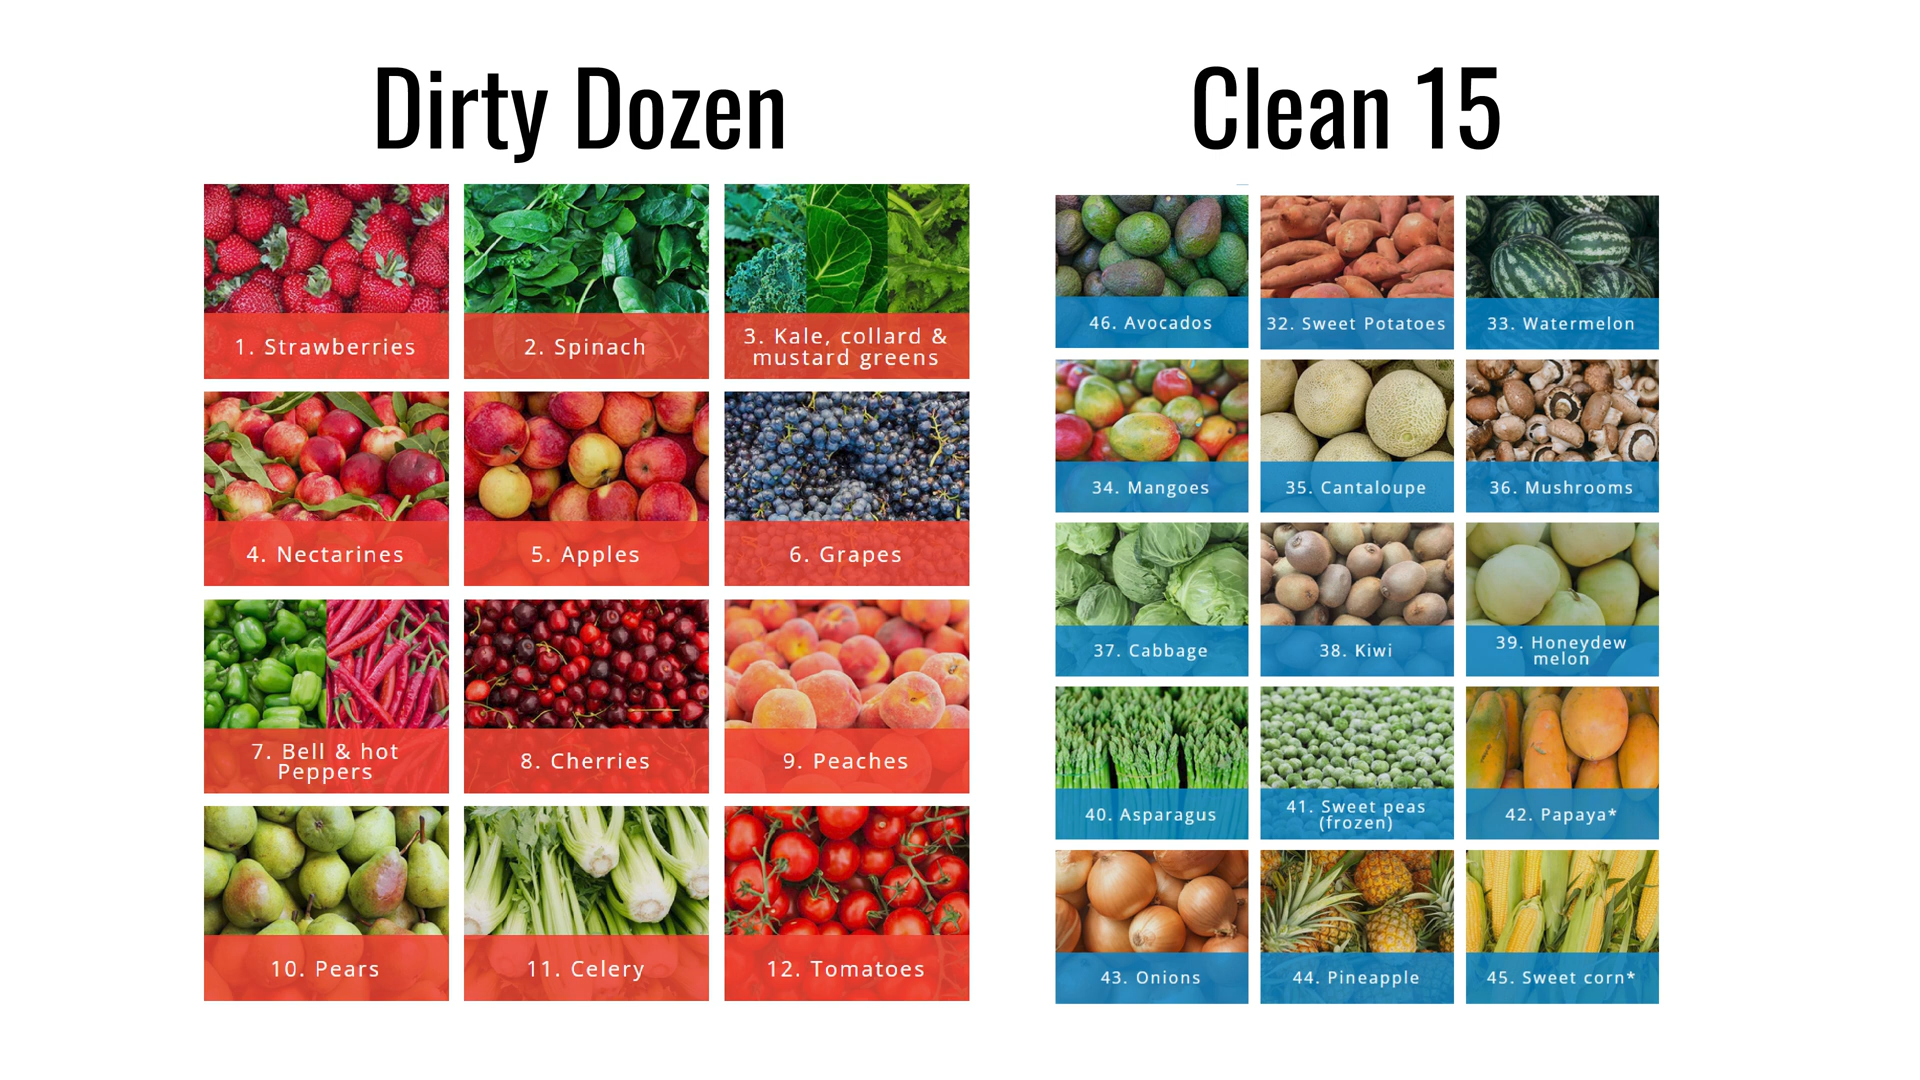 Dirty Dozen
1. Strawberries
2. Spinach
3. Kale, collard &
mustard greens
4. Nectarines
5. Apples
6. Grapes
7. Bell & hot
Peppers
8. Cherries
9. Peaches
10. Pears
11. Celery
12. Tomatoes
Clean 15
46. Avocados
32. Sweet Potatoes
33. Watermelon
34. Mangoes
35. Cantaloupe
36. Mushrooms
37. Cabbage
38. Kiwi
39. Honeydew
melon
40. Asparagus
41. Sweet peas
(frozen)
42. Papaya*
43. Onions
44. Pineapple
45. Sweet corn*